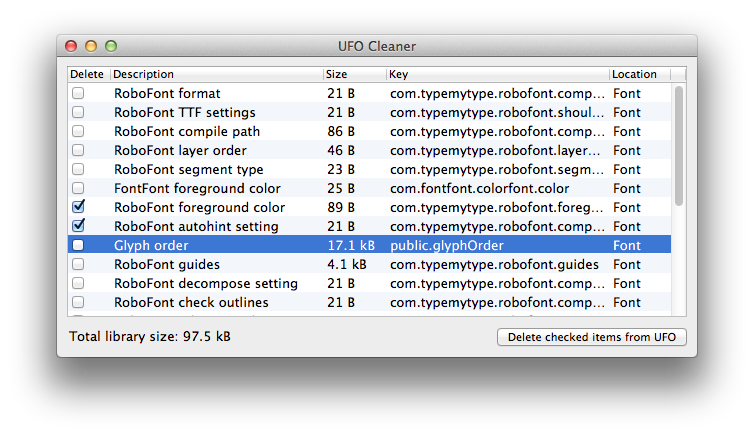 UFO Cleaner
Delete Description Size Key Location
RoboFont format 21 B com.typemytype.robofont.comp... Font
RoboFont TTF settings 21 B com.typemytype.robofont.shoul... Font
RoboFont compile path 86 B com.typemytype.robofont.comp... Font
RoboFont layer order 46 B com.typemytype.robofont.layer... Font
RoboFont segment type 23 B com.typemytype.robofont.segm... Font
FontFont foreground color 25 B com.fontfont.colorfont.color Font
RoboFont foreground color 89 B com.typemytype.robofont.foreg... Font
RoboFont autohint setting 21 B com.typemytype.robofont.comp... Font
Glyph order 17.1 kB public.glyphOrder Font
RoboFont guides 4.1 kB com.typemytype.robofont.guides Font
RoboFont decompose setting 21 B com.typemytype.robofont.comp... Font
RoboFont check outlines 21 B com.typemytype.robofont.comp... Font
Total library size: 97.5 kB Delete checked items from UFO